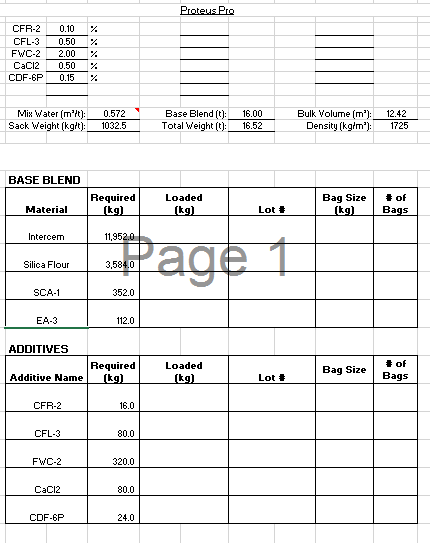 Proteus Pro
CFR-2 0.10 %
CFL-3 0.50 %
FWC-2 2.00 %
CaCl2 0.50 %
CDF-6P 0.15 %
Mix Water (m³/t): 0.572 Base Blend (t): 16.00 Bulk Volume (m³): 12.42
Sack Weight (kg/t): 1032.5 Total Weight (t): 16.52 Density (kg/m³): 1725
BASE BLEND
Material Required (kg) Loaded (kg) Lot # Bag Size (kg) # of Bags
Intercem 11,952.0
Page 1
Silica Flour 3,584.0
SCA-1 352.0
EA-3 112.0
ADDITIVES
Additive Name Required (kg) Loaded (kg) Lot # Bag Size # of Bags
CFR-2 16.0
CFL-3 80.0
FWC-2 320.0
CaCl2 80.0
CDF-6P 24.0